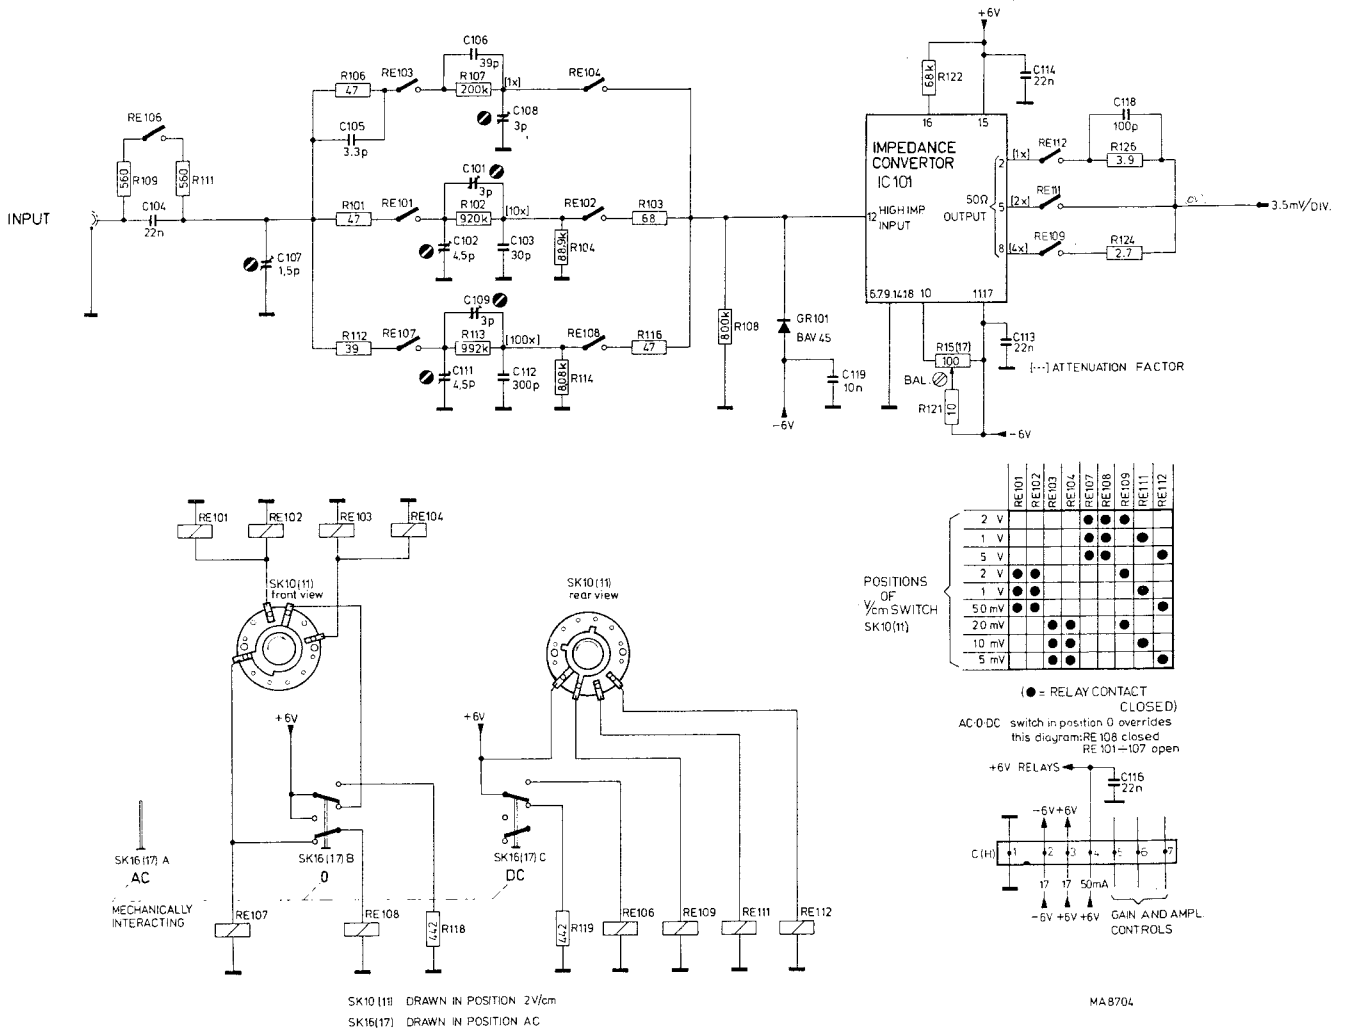 +6V
C106
39p
R106
47
RE103
R107
200k
[1x]
RE104
68k
R122
C114
22n
C118
100p
RE106
C105
3.3p
C108
3p
16
15
560
R109
560
R111
C104
22n
IMPEDANCE
CONVERTOR
IC 101
2
[1x]
RE112
R126
3.9
C101
3p
INPUT
R101
47
RE101
R102
920k
[10x]
RE102
R103
68
12
HIGH IMP
INPUT
50Ω
OUTPUT
[2x]
RE111
3.5mV/DIV.
C107
1,5p
C102
4,5p
C103
30p
88.9k
R104
8
[4x]
RE109
R124
2.7
C109
3p
6.7.9.14.18
10
11.17
R112
39
RE107
R113
992k
[100x]
RE108
R116
47
800k
R108
GR101
BAV 45
C113
22n
R15(17)
100
C111
4,5p
C112
300p
8.08k
R114
C119
10n
BAL.
R121
10
[---] ATTENUATION FACTOR
-6V
-6V
RE101
RE102
RE103
RE104
RE101
RE102
RE103
RE104
RE107
RE108
RE109
RE111
RE112
SK10(11)
front view
SK10(11)
rear view
POSITIONS
OF
V/cm SWITCH
SK10(11)
2 V
1 V
5 V
2 V
1 V
50 mV
20 mV
10 mV
5 mV
(● = RELAY CONTACT
CLOSED)
AC-0-DC switch in position 0 overrides
this diagram: RE 108 closed
RE 101-107 open
+6V
+6V
+6V RELAYS
C116
22n
-6V +6V
SK16(17) A
AC
SK16(17) B
0
SK16(17) C
DC
C(H)
1
2
3
4
5
6
7
17
17
50mA
-6V +6V +6V
GAIN AND AMPL.
CONTROLS
MECHANICALLY
INTERACTING
RE107
RE108
442
R118
442
R119
RE106
RE109
RE111
RE112
SK10(11) DRAWN IN POSITION 2V/cm
SK16(17) DRAWN IN POSITION AC
MA8704